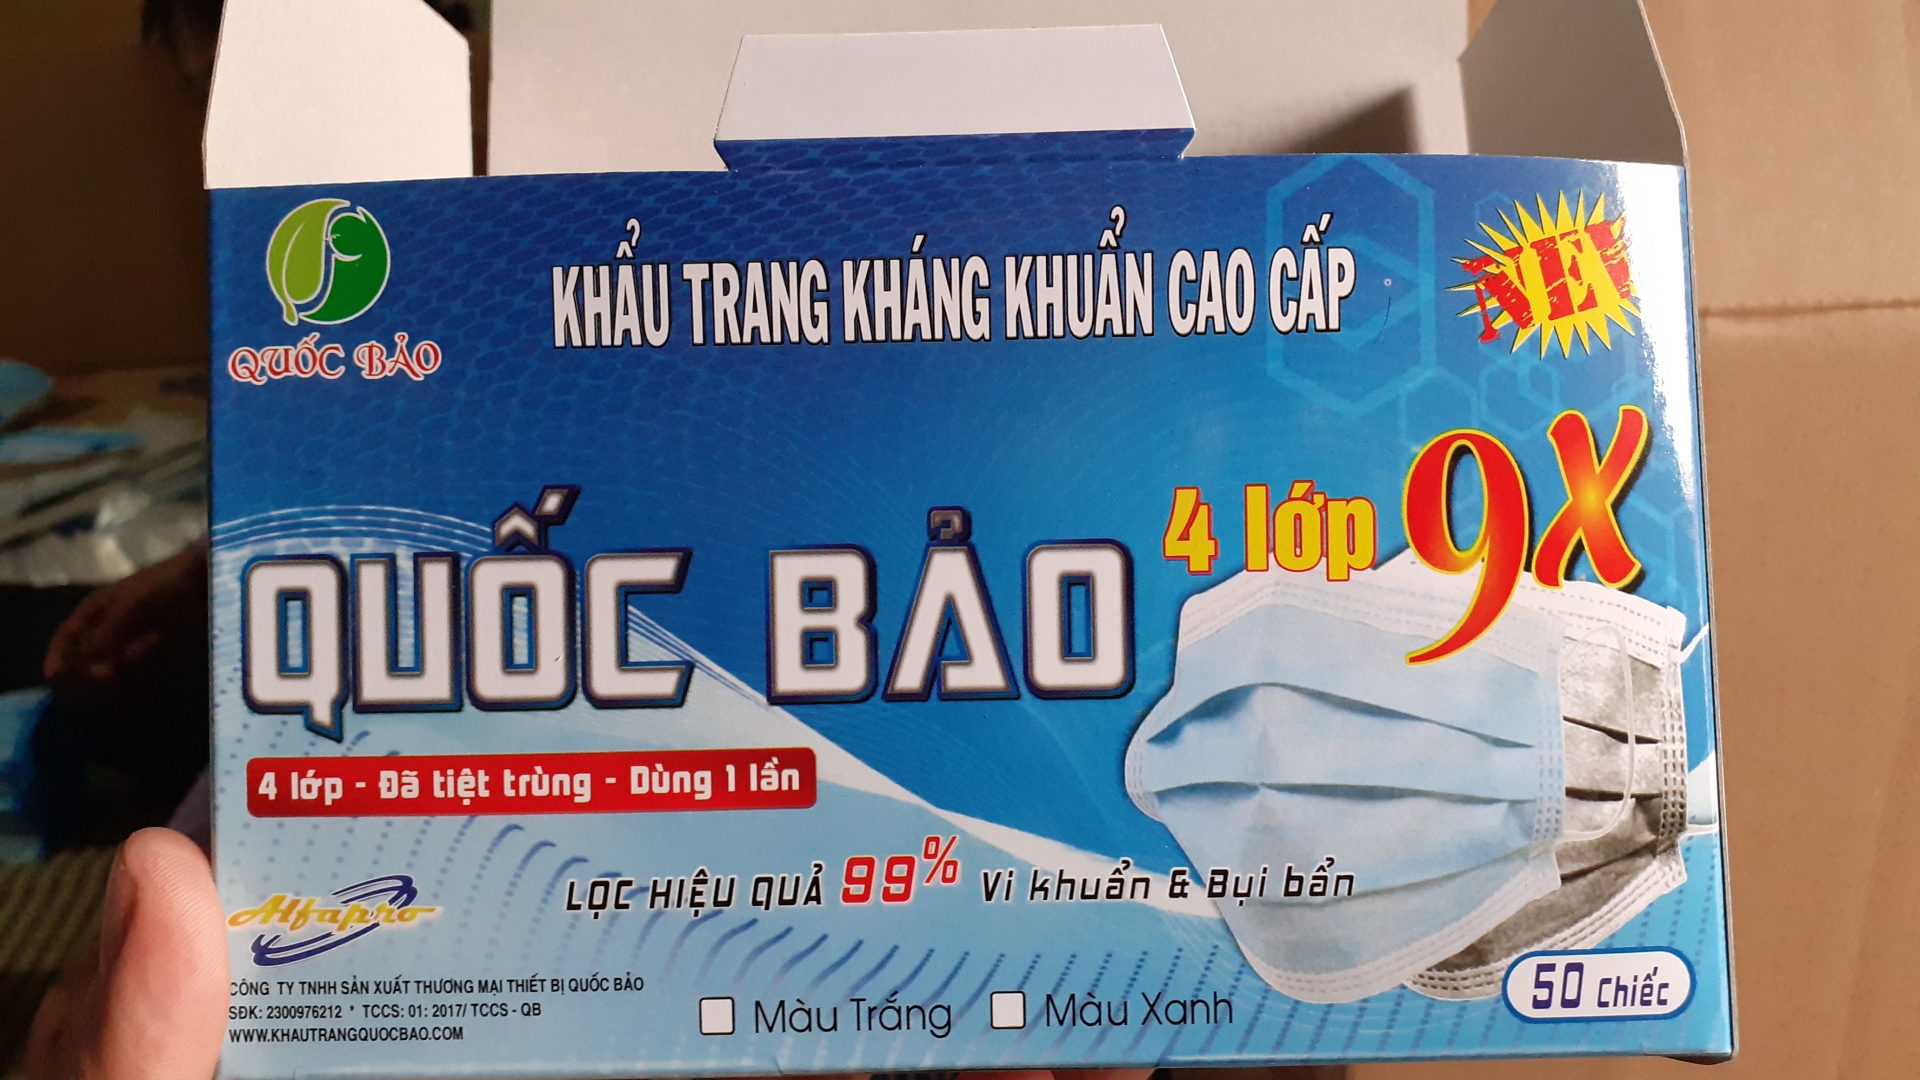 QUỐC BẢO
KHẨU TRANG KHÁNG KHUẨN CAO CẤP
NEW
4 lớp 9X
QUỐC BẢO
4 lớp - Đã tiệt trùng - Dùng 1 lần
LỌC HIỆU QUẢ 99% Vi khuẩn & Bụi bẩn
Alfapro
CÔNG TY TNHH SẢN XUẤT THƯƠNG MẠI THIẾT BỊ QUỐC BẢO
SĐK: 2300976212 * TCCS: 01: 2017/ TCCS - QB
WWW.KHAUTRANGQUOCBAO.COM
Màu Trắng Màu Xanh
50 chiếc